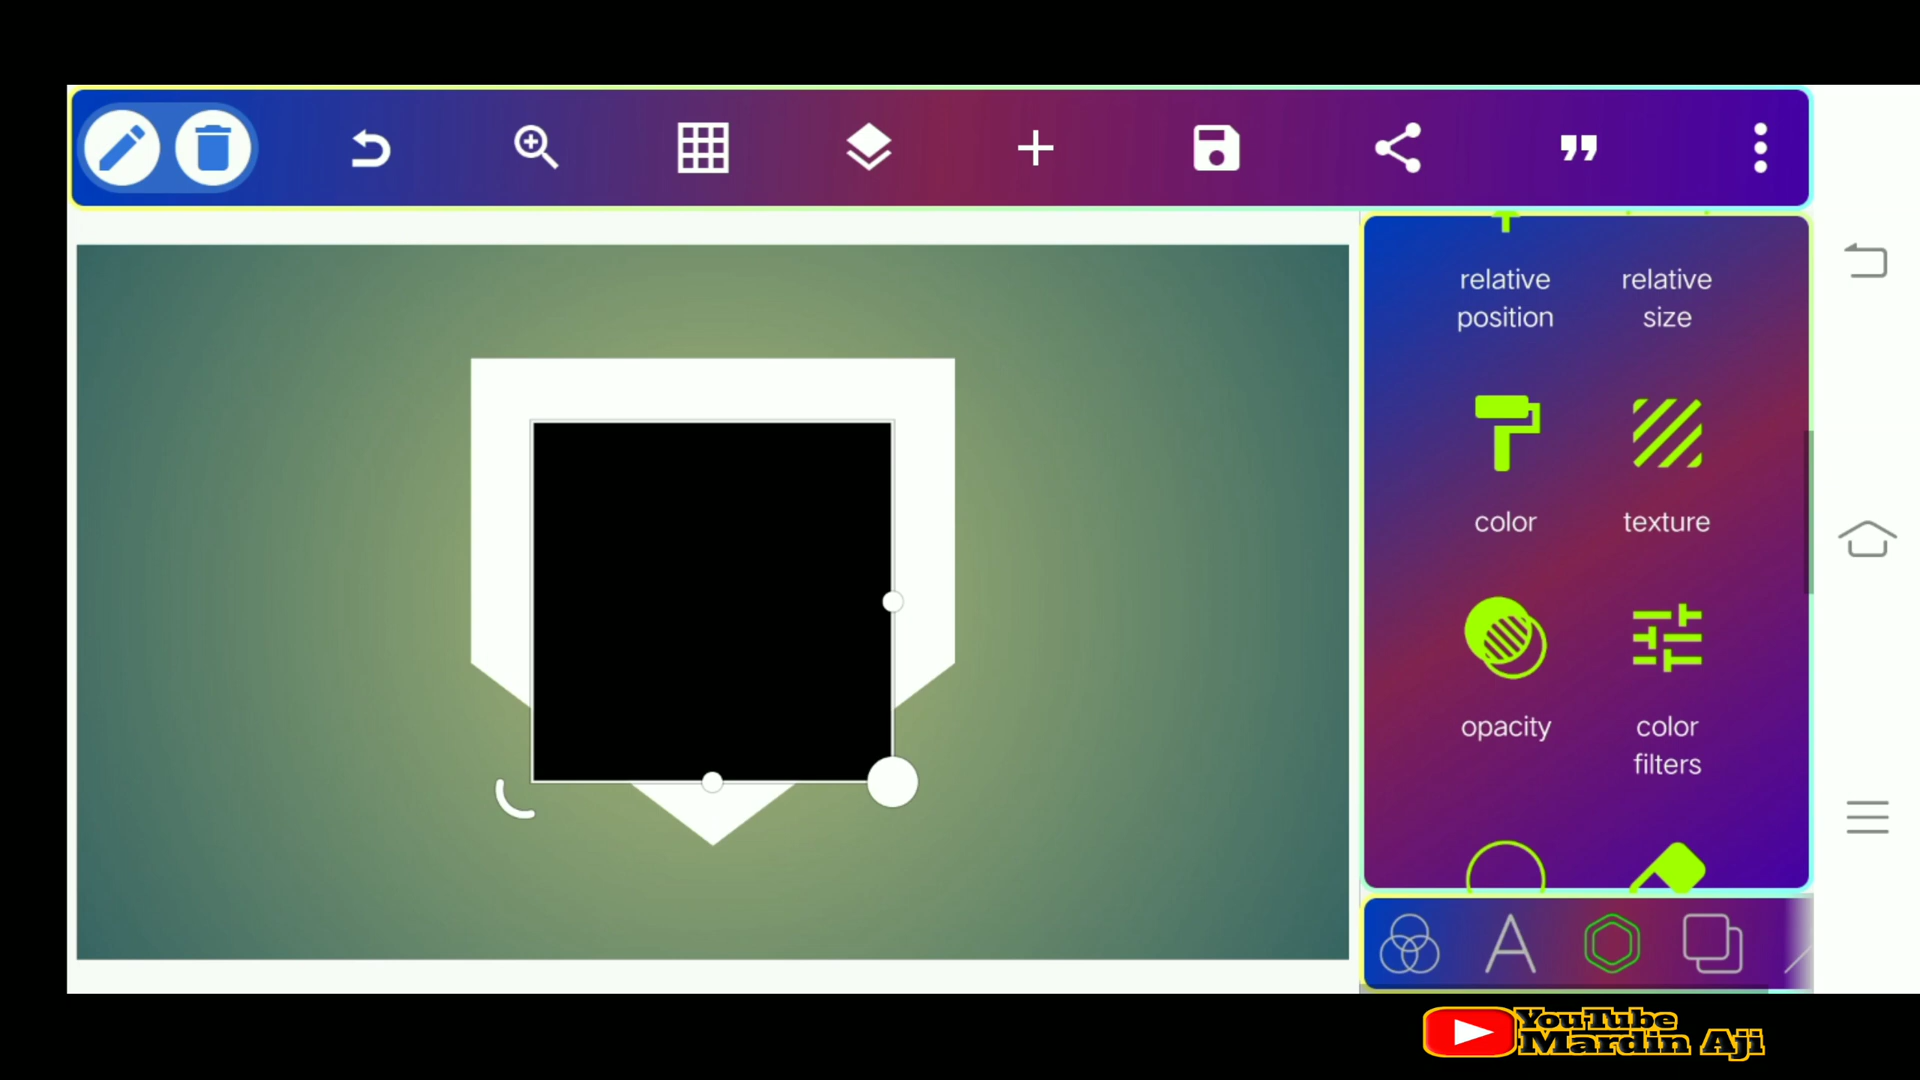 relative
position
relative
size
color
texture
opacity
color
filters
YouTube
Mardin Aji